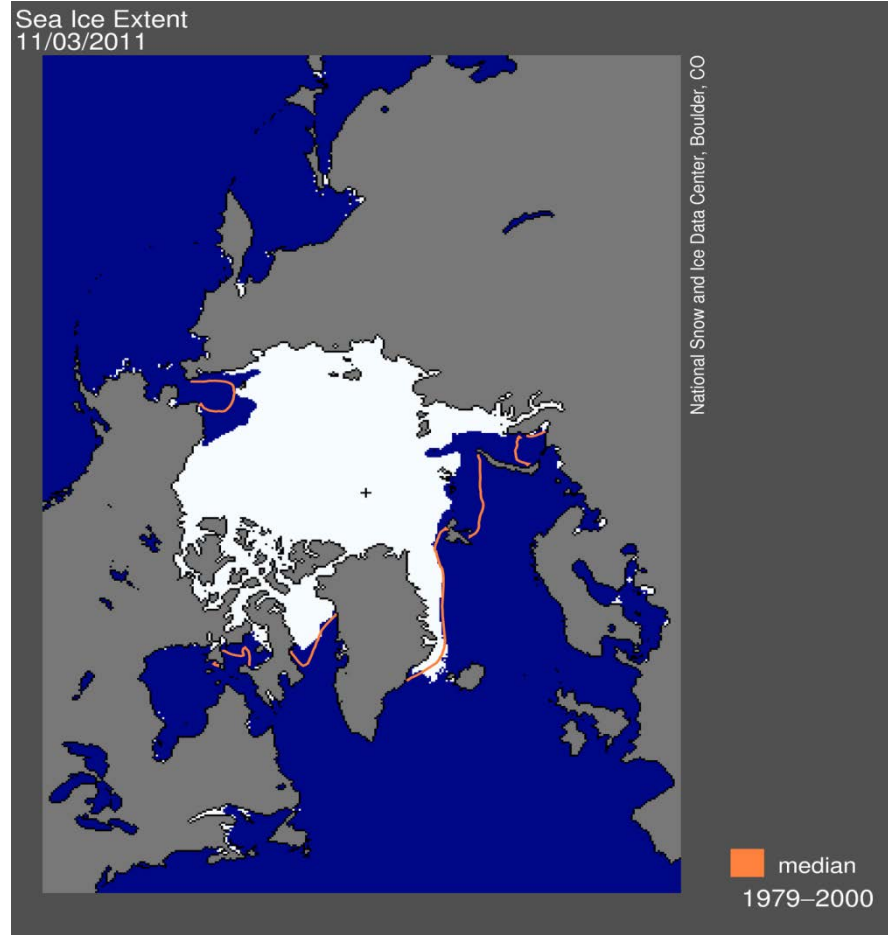 Sea Ice Extent
11/03/2011
National Snow and Ice Data Center, Boulder, CO
median
1979–2000